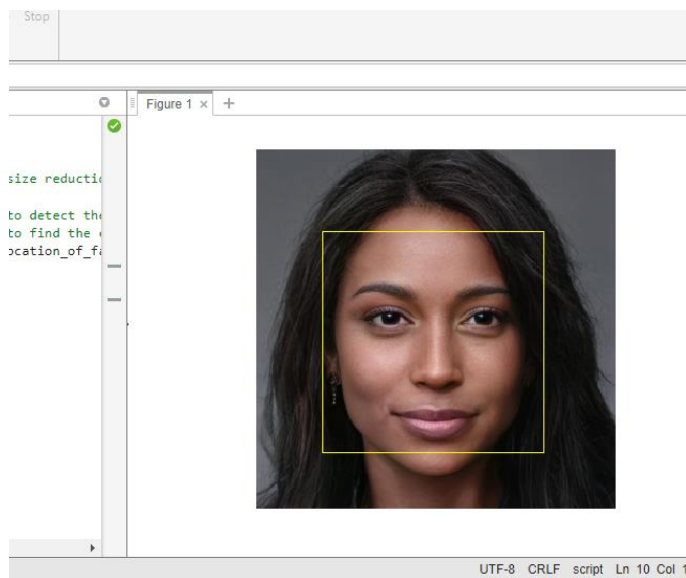 Stop
Figure 1 × +
size reductio
to detect the
to find the
ocation_of_fa
UTF-8 CRLF script Ln 10 Col 1